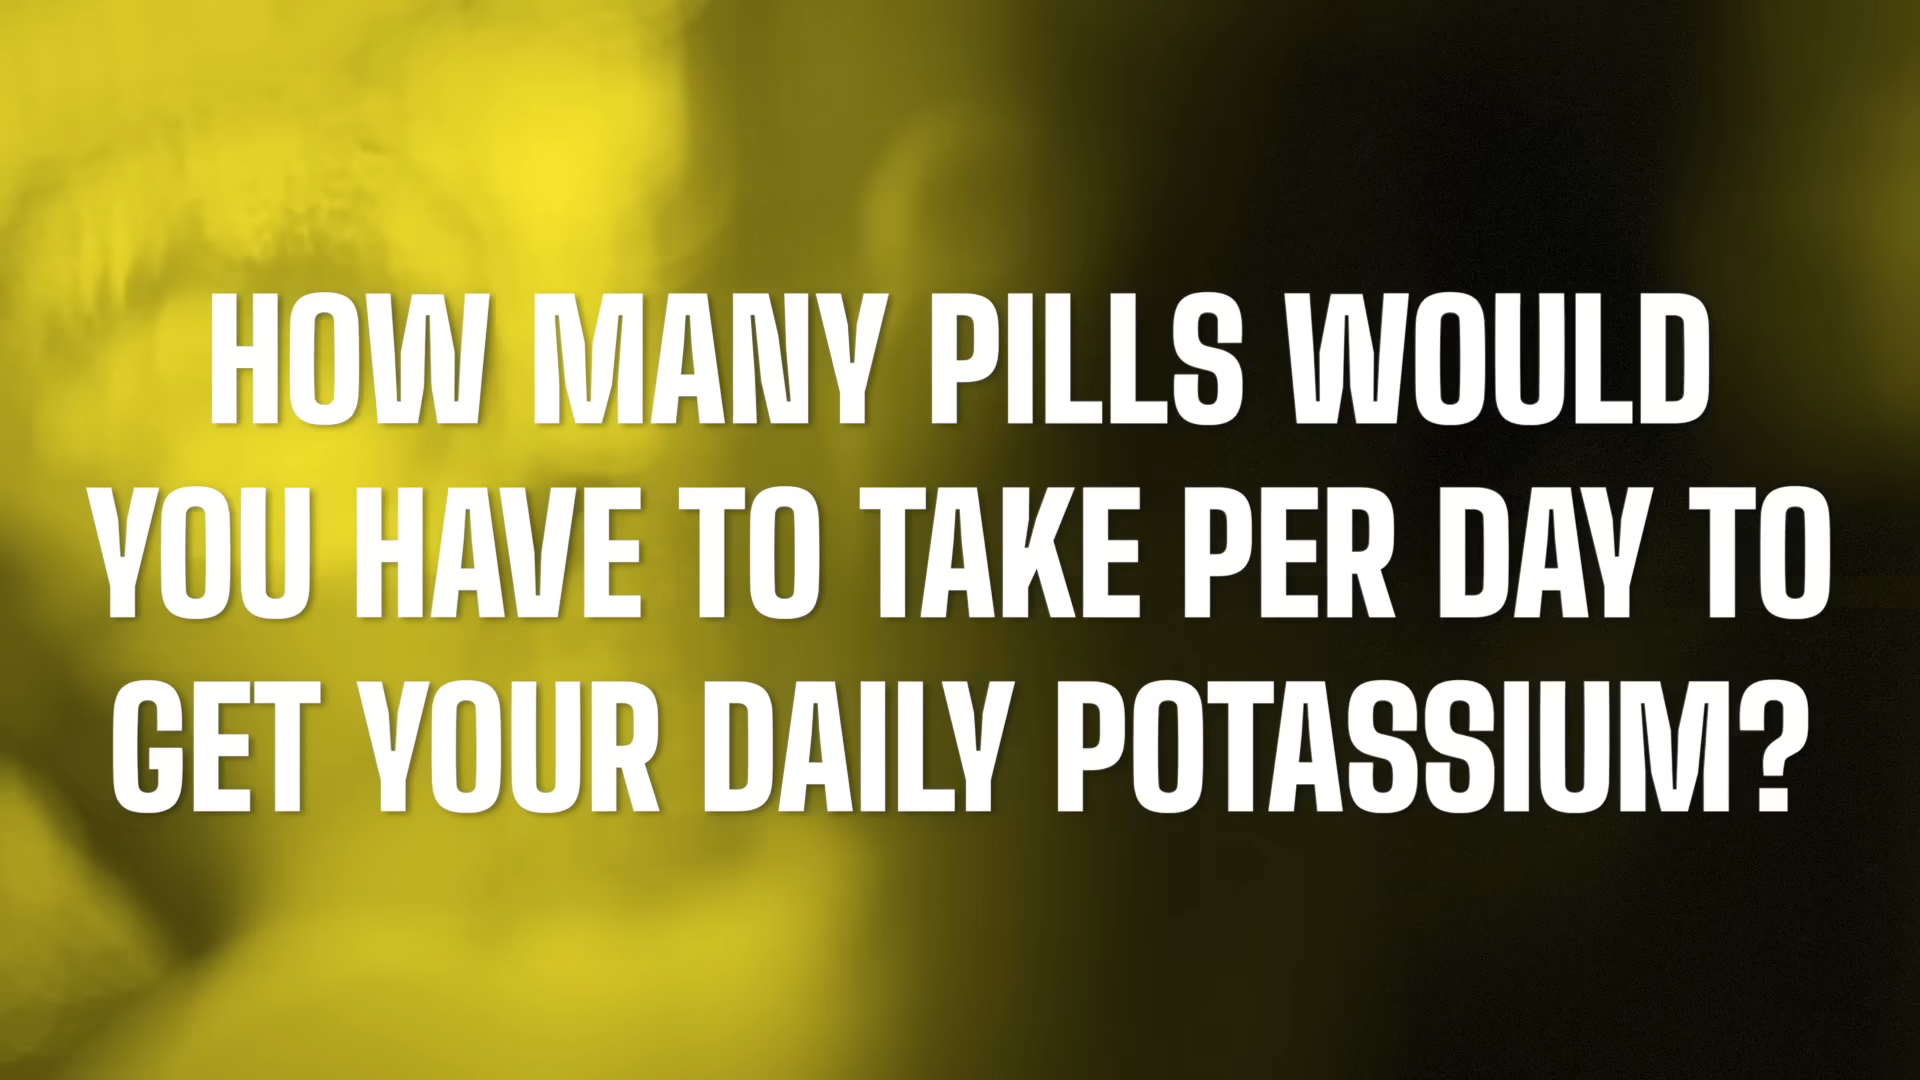 HOW MANY PILLS WOULD
YOU HAVE TO TAKE PER DAY TO
GET YOUR DAILY POTASSIUM?